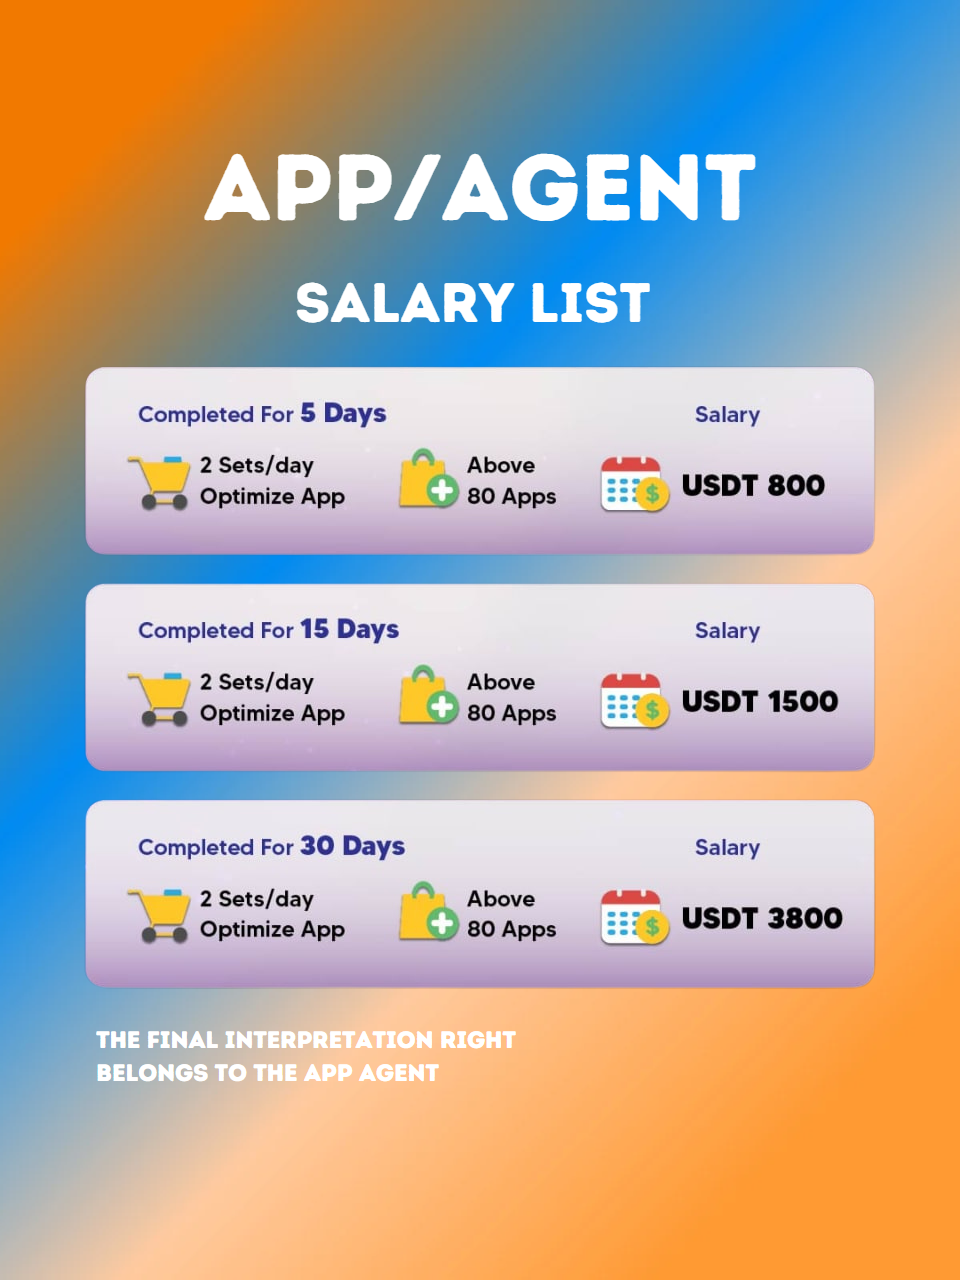 APP/AGENT
SALARY LIST
Completed For 5 Days
Salary
2 Sets/day
Optimize App
Above
80 Apps
$
USDT 800
Completed For 15 Days
Salary
2 Sets/day
Optimize App
Above
80 Apps
$
USDT 1500
Completed For 30 Days
Salary
2 Sets/day
Optimize App
Above
80 Apps
$
USDT 3800
THE FINAL INTERPRETATION RIGHT
BELONGS TO THE APP AGENT